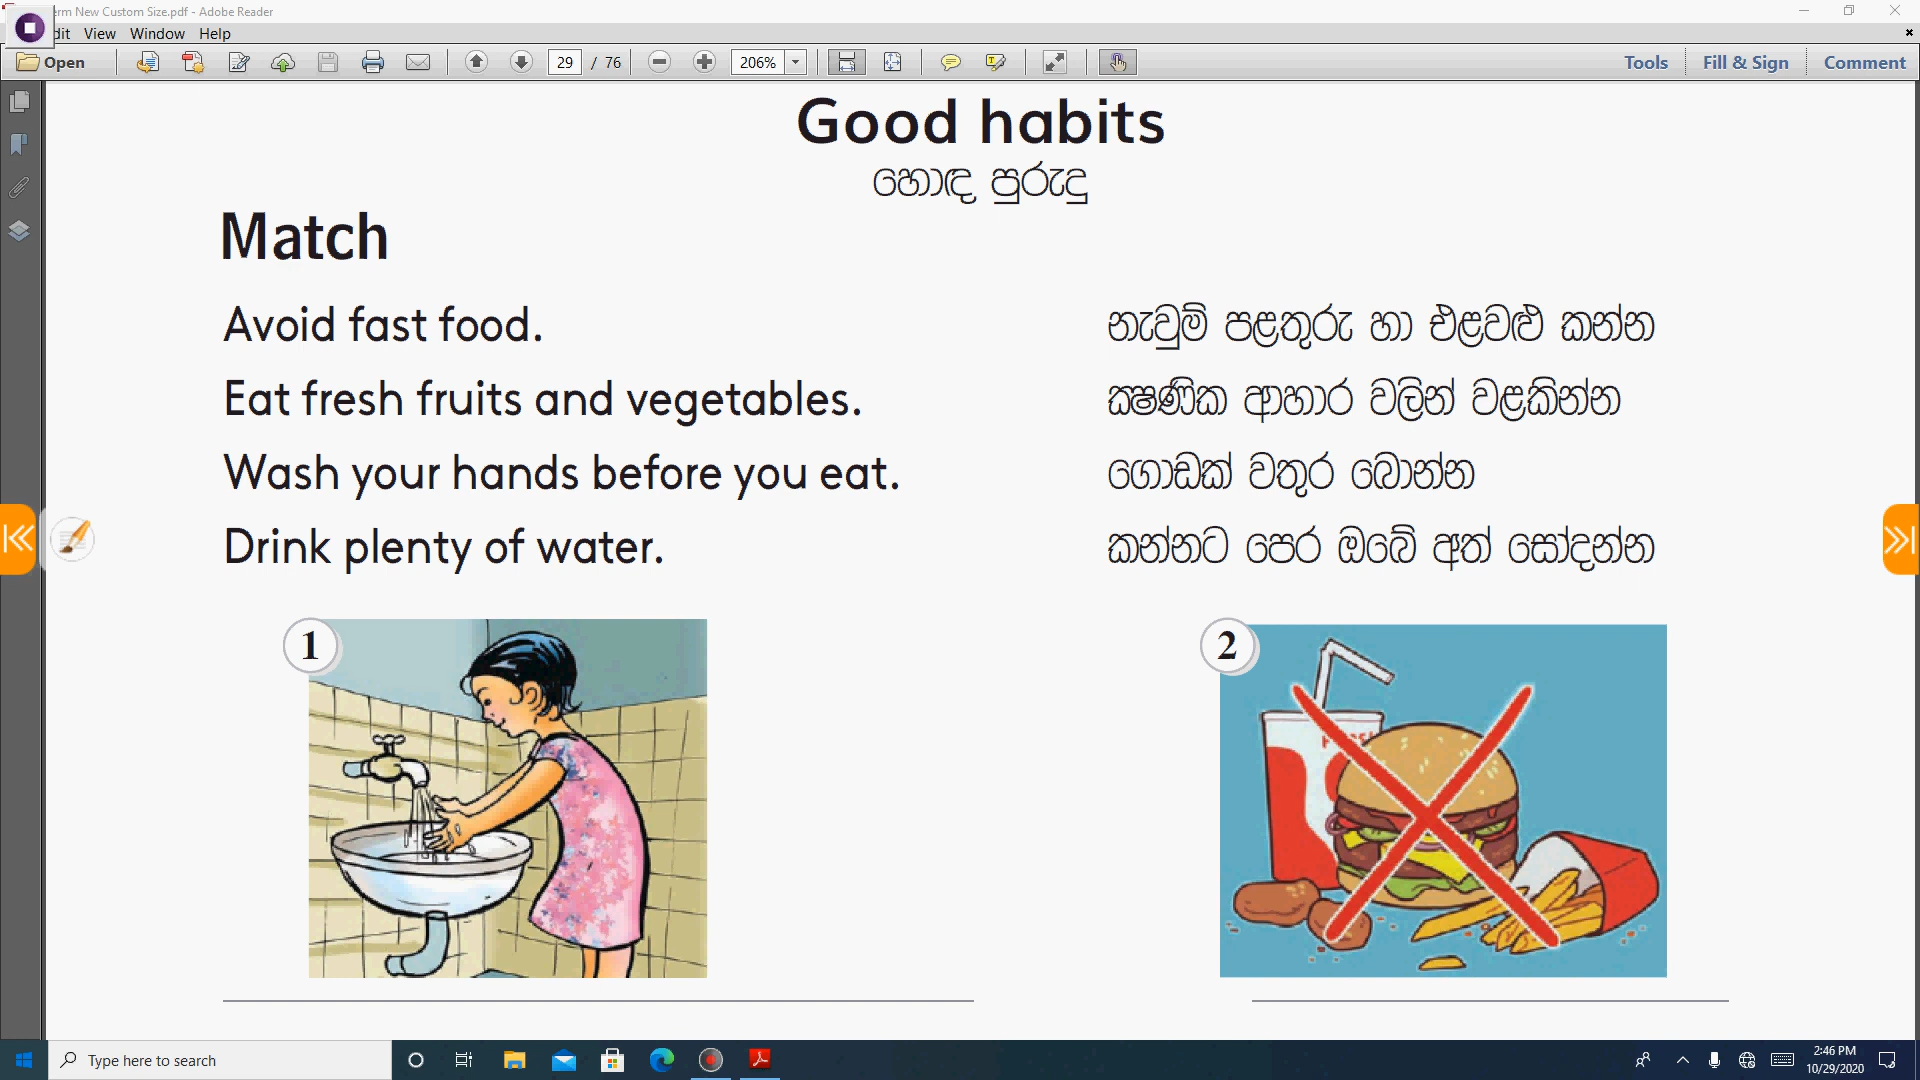 erm New Custom Size.pdf - Adobe Reader
dit View Window Help
Open 29 / 76 206% Tools Fill & Sign Comment
Good habits
හොඳ පුරුදු
Match
Avoid fast food. නැවුම් පළතුරු හා එළවළු කන්න
Eat fresh fruits and vegetables. ක්‍ෂණික ආහාර වලින් වළකින්න
Wash your hands before you eat. ගොඩක් වතුර බොන්න
Drink plenty of water. කන්නට පෙර ඔබේ අත් සෝදන්න
1 2
Type here to search
2:46 PM
10/29/2020